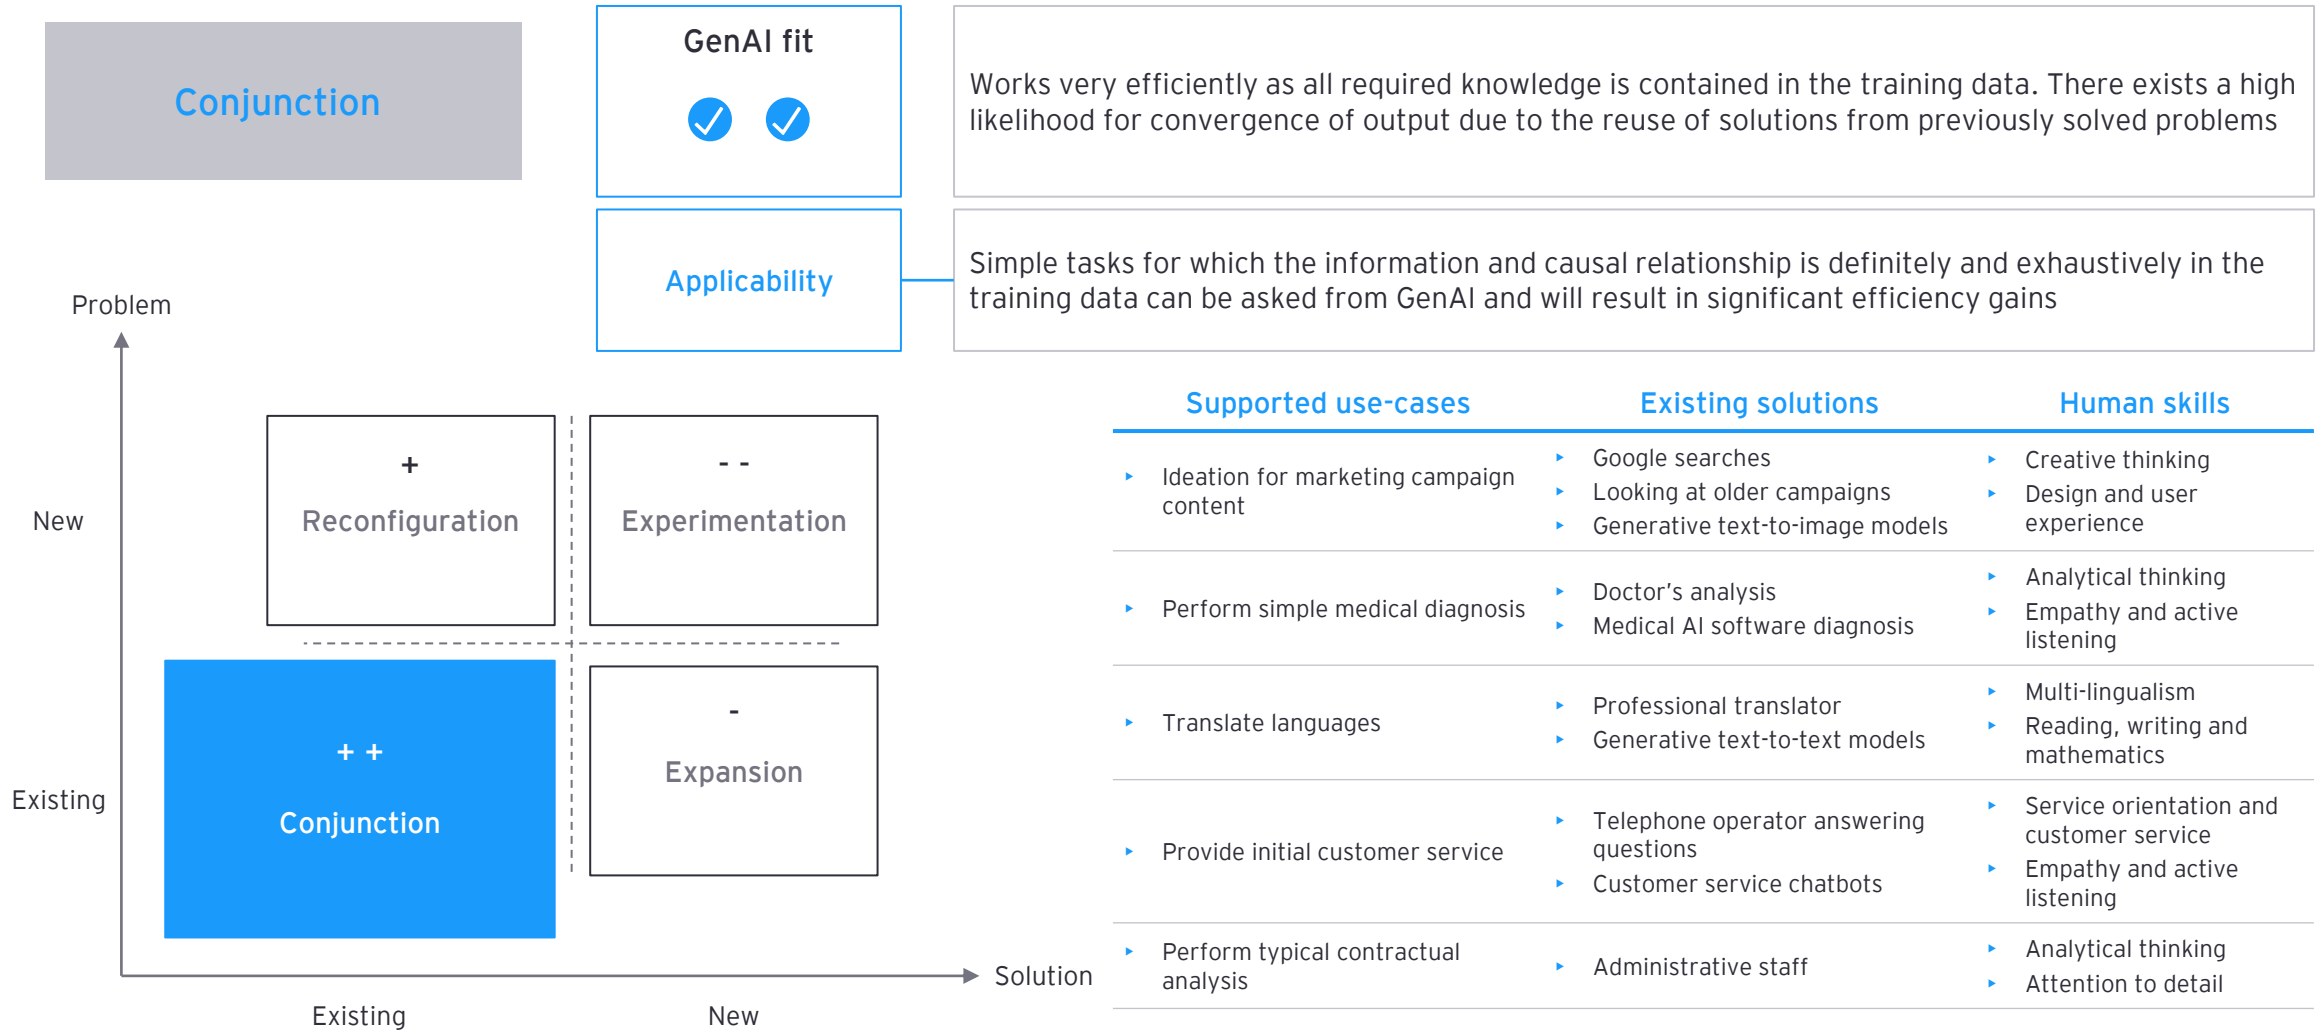 Conjunction
GenAI fit
Works very efficiently as all required knowledge is contained in the training data. There exists a high
likelihood for convergence of output due to the reuse of solutions from previously solved problems
Applicability
Simple tasks for which the information and causal relationship is definitely and exhaustively in the
training data can be asked from GenAI and will result in significant efficiency gains
Problem
New
Existing
+
Reconfiguration
- -
Experimentation
+ +
Conjunction
-
Expansion
Solution
Existing
New
Supported use-cases
Existing solutions
Human skills
Ideation for marketing campaign
content
Google searches
Looking at older campaigns
Generative text-to-image models
Creative thinking
Design and user
experience
Perform simple medical diagnosis
Doctor's analysis
Medical AI software diagnosis
Analytical thinking
Empathy and active
listening
Translate languages
Professional translator
Generative text-to-text models
Multi-lingualism
Reading, writing and
mathematics
Provide initial customer service
Telephone operator answering
questions
Customer service chatbots
Service orientation and
customer service
Empathy and active
listening
Perform typical contractual
analysis
Administrative staff
Analytical thinking
Attention to detail